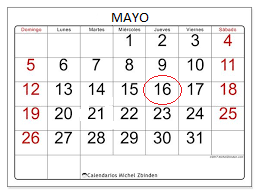 MAYO
Domingo Lunes Martes Miércoles Jueves Viernes Sábado
1 2 3 4
5 6 7 8 9 10 11
12 13 14 15 16 17 18
19 20 21 22 23 24 25
26 27 28 29 30 31
Calendarios Michel Zbinden